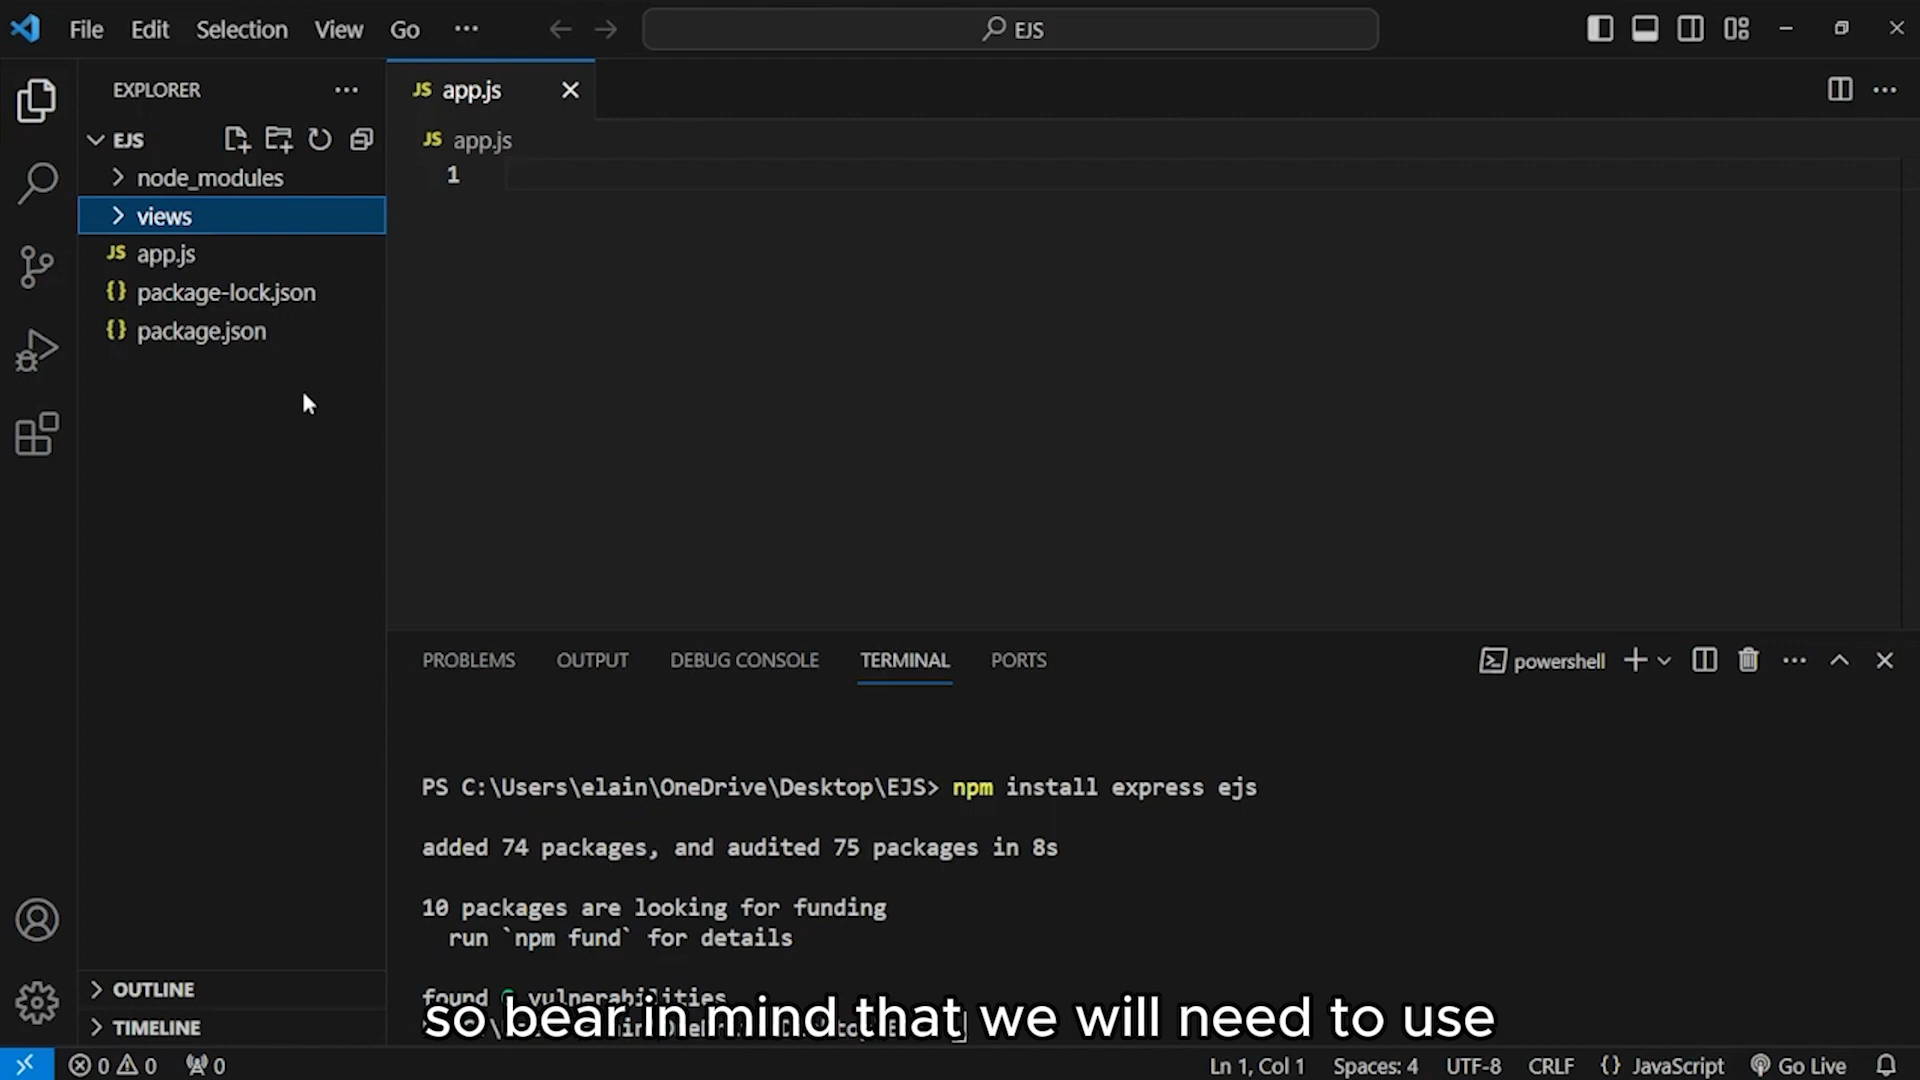 File Edit Selection View Go ···
EJS
EXPLORER
EJS
node_modules
views
JS app.js
{} package-lock.json
{} package.json
OUTLINE
TIMELINE
JS app.js
JS app.js
1
PROBLEMS OUTPUT DEBUG CONSOLE TERMINAL PORTS
powershell
PS C:\Users\elain\OneDrive\Desktop\EJS> npm install express ejs
added 74 packages, and audited 75 packages in 8s
10 packages are looking for funding
run `npm fund` for details
found vulnerabilities
so bear in mind that we will need to use
0 0 0
Ln 1, Col 1 Spaces: 4 UTF-8 CRLF {} JavaScript Go Live